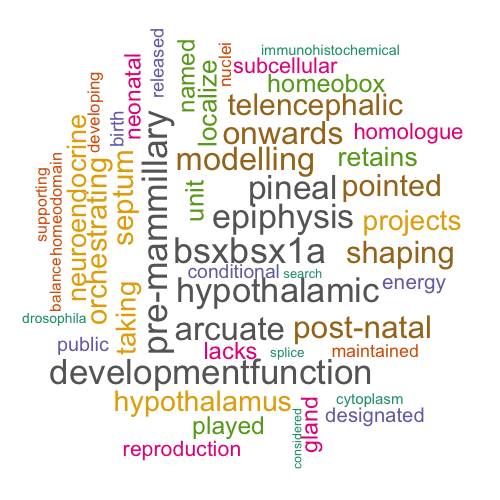 immunohistochemical
released
nuclei
subcellular
neonatal
named
localize
homeobox
developing
telencephalic
birth
onwards
homologue
neuroendocrine
pre-mammillary
modelling
retains
supporting
balancehomeodomain
orchestrating
septum
unit
pineal
pointed
epiphysis
projects
bsxbsx1a
shaping
conditional
search
energy
hypothalamic
drosophila
taking
arcuate
post-natal
public
lacks
splice
maintained
developmentfunction
hypothalamus
cytoplasm
played
considered
gland
designated
reproduction